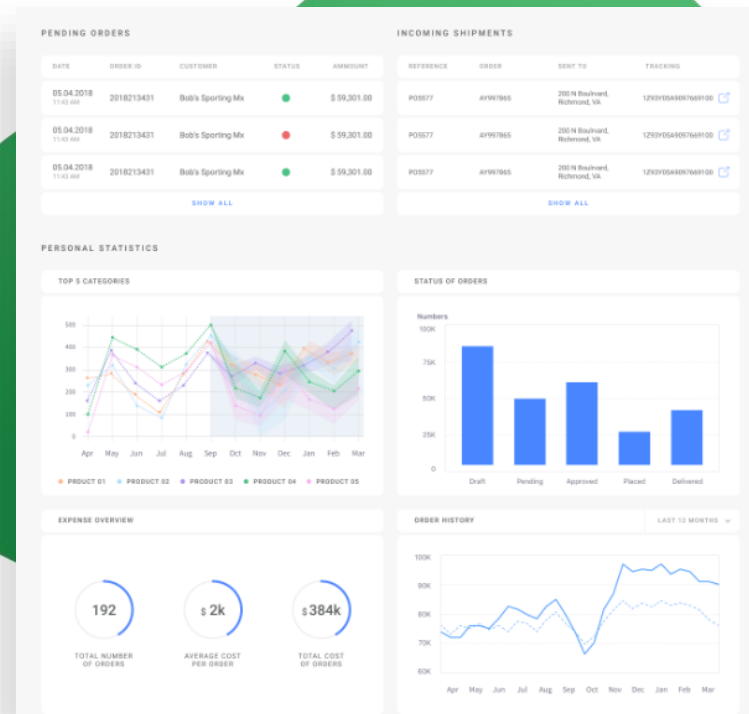 PENDING ORDERS
DATE ORDER ID CUSTOMER STATUS AMMOUNT
05.04.2018 2018213431 Bob's Sporting Mx $ 59,301.00
11:43 AM
05.04.2018 2018213431 Bob's Sporting Mx $ 59,301.00
11:43 AM
05.04.2018 2018213431 Bob's Sporting Mx $ 59,301.00
11:43 AM
SHOW ALL
INCOMING SHIPMENTS
REFERENCE ORDER SENT TO TRACKING
PO5577 AY997865 200 N Boulvard,
Richmond, VA
PO5577 AY997865 200 N Boulvard,
Richmond, VA
PO5577 AY997865 200 N Boulvard,
Richmond, VA
SHOW ALL
PERSONAL STATISTICS
TOP 5 CATEGORIES
500
400
300
200
100
0
Apr May Jun Jul Aug Sep Oct Nov Dec Jan Feb Mar
PRDUCT 01 PRODUCT 02 PRODUCT 03 PRODUCT 04 PRODUCT 05
STATUS OF ORDERS
Numbers
100K
75K
50K
25K
0
Draft Pending Approved Placed Delivered
EXPENSE OVERVIEW
192 $ 2k $ 384k
TOTAL NUMBER AVERAGE COST TOTAL COST
OF ORDERS PER ORDER OF ORDERS
ORDER HISTORY LAST 12 MONTHS
100K
90K
80K
70K
60K
Apr May Jun Jul Aug Sep Oct Nov Dec Jan Feb Mar